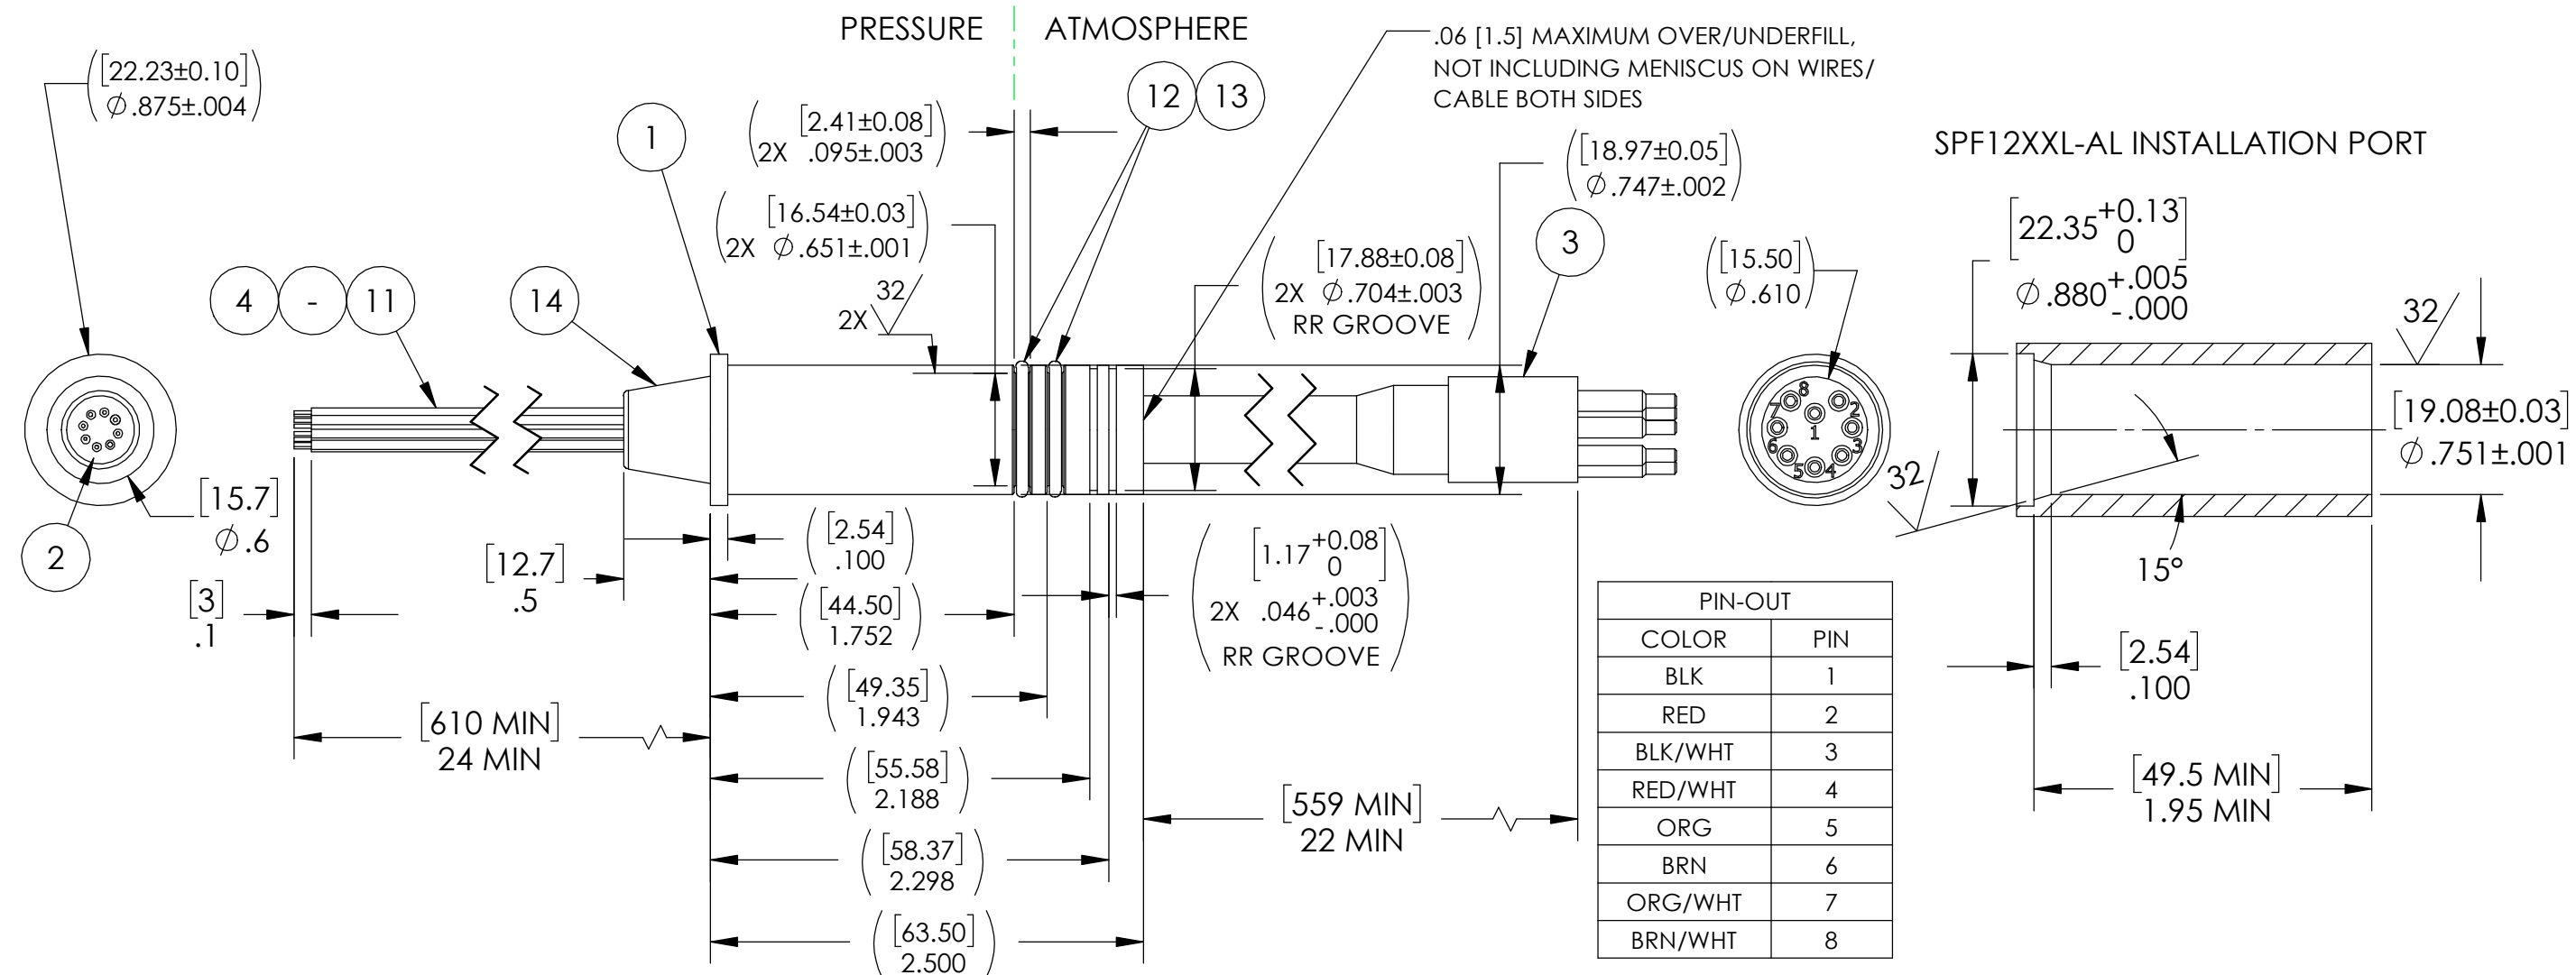 PRESSURE
ATMOSPHERE
.06 [1.5] MAXIMUM OVER/UNDERFILL,
NOT INCLUDING MENISCUS ON WIRES/
CABLE BOTH SIDES
SPF12XXL-AL INSTALLATION PORT
([22.23±0.10]
∅.875±.004)
1
12
13
([2.41±0.08]
2X .095±.003)
([16.54±0.03]
2X ∅.651±.001)
32
2X
([18.97±0.05]
∅.747±.002)
3
([17.88±0.08]
2X ∅.704±.003
RR GROOVE)
([15.50]
∅.610)
[22.35 +0.13
0]
∅.880 +.005
-.000
32
4
-
11
14
[19.08±0.03]
∅.751±.001
8
7
2
1
6
3
5
4
32
15°
2
[15.7]
∅.6
[3]
.1
[12.7]
.5
([2.54]
.100)
([44.50]
1.752)
([49.35]
1.943)
([55.58]
2.188)
([58.37]
2.298)
([63.50]
2.500)
[610 MIN]
24 MIN
([1.17 +0.08
0]
2X .046 +.003
-.000
RR GROOVE)
[559 MIN]
22 MIN
PIN-OUT
COLOR PIN
BLK 1
RED 2
BLK/WHT 3
RED/WHT 4
ORG 5
BRN 6
ORG/WHT 7
BRN/WHT 8
[2.54]
.100
[49.5 MIN]
1.95 MIN